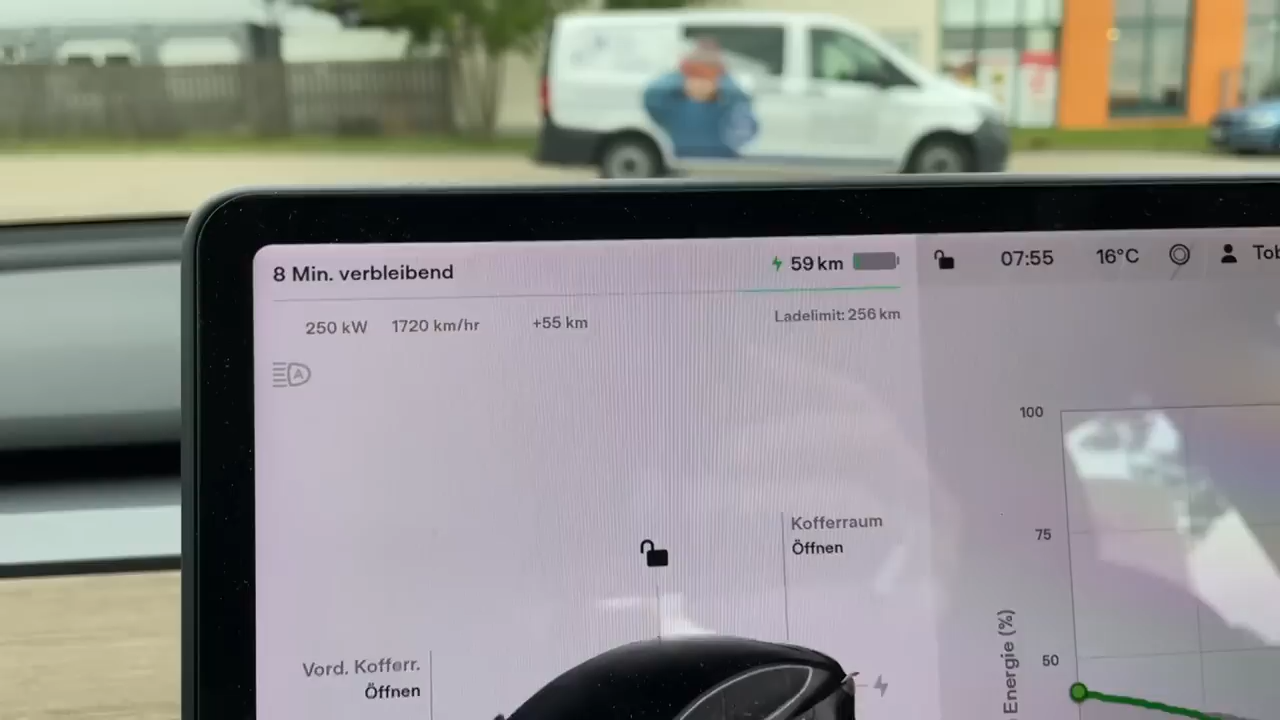 8 Min. verbleibend
59 km
07:55
16°C
Tob
250 kW
1720 km/hr
+55 km
Ladelimit: 256 km
A
100
75
50
Energie (%)
Kofferraum
Öffnen
Vord. Kofferr.
Öffnen